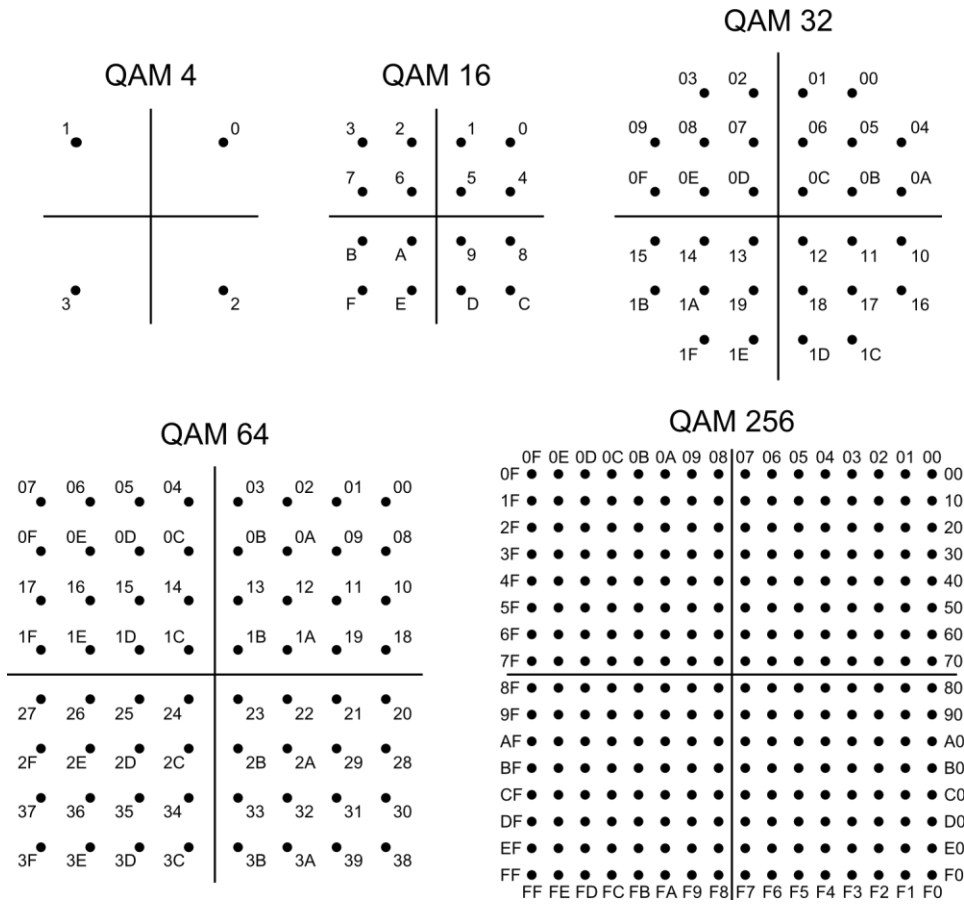 QAM 4
1 0
3 2
QAM 16
3 2 1 0
7 6 5 4
B A 9 8
F E D C
QAM 32
03 02 01 00
09 08 07 06 05 04
0F 0E 0D 0C 0B 0A
15 14 13 12 11 10
1B 1A 19 18 17 16
1F 1E 1D 1C
QAM 64
07 06 05 04 03 02 01 00
0F 0E 0D 0C 0B 0A 09 08
17 16 15 14 13 12 11 10
1F 1E 1D 1C 1B 1A 19 18
27 26 25 24 23 22 21 20
2F 2E 2D 2C 2B 2A 29 28
37 36 35 34 33 32 31 30
3F 3E 3D 3C 3B 3A 39 38
QAM 256
0F 0E 0D 0C 0B 0A 09 08 07 06 05 04 03 02 01 00
0F 00
1F 10
2F 20
3F 30
4F 40
5F 50
6F 60
7F 70
8F 80
9F 90
AF A0
BF B0
CF C0
DF D0
EF E0
FF F0
FF FE FD FC FB FA F9 F8 F7 F6 F5 F4 F3 F2 F1 F0